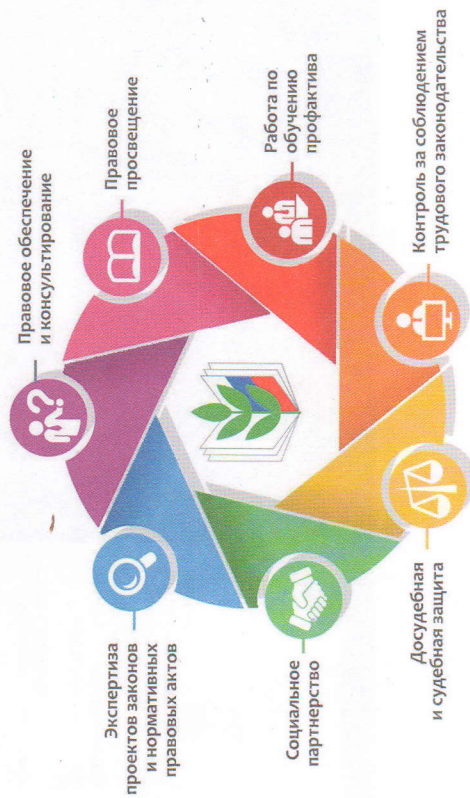 Правовое обеспечение
и консультирование
Правовое
просвещение
Работа по
обучению
профактива
Контроль за соблюдением
трудового законодательства
Досудебная
и судебная защита
Социальное
партнерство
Экспертиза
проектов законов
и нормативных
правовых актов